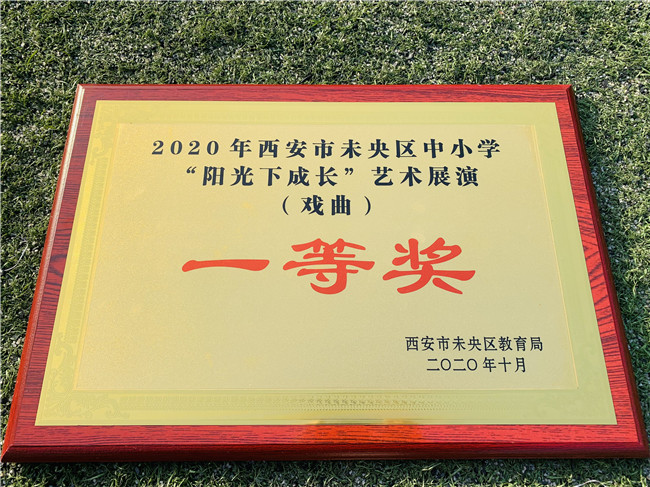 2020年西安市未央区中小学
“阳光下成长”艺术展演
（戏曲）
一等奖
西安市未央区教育局
二〇二〇年十月